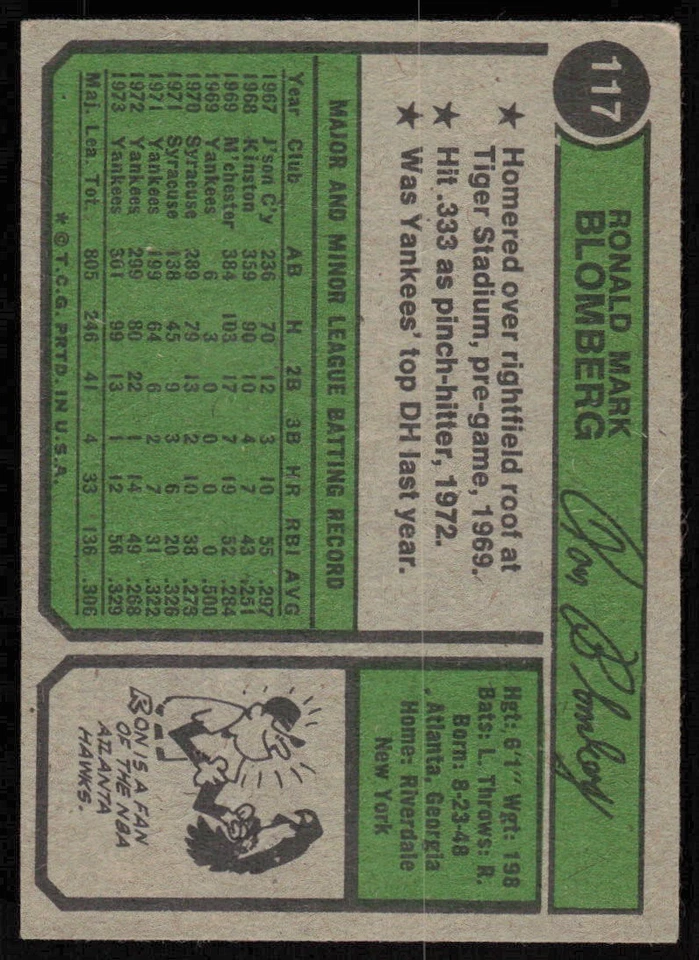 117
RONALD MARK
BLOMBERG
Ron Blomberg
★ Homered over rightfield roof at
Tiger Stadium, pre-game, 1969.
★ Hit .333 as pinch-hitter, 1972.
★ Was Yankees' top DH last year.
Hgt: 6'1" Wgt: 198
Bats: L. Throws: R.
Born: 8-23-48
Atlanta, Georgia
Home: Riverdale
New York
MAJOR AND MINOR LEAGUE BATTING RECORD
Year Club AB H 2B 3B HR RBI AVG
1967 J'son C'y 236 70 12 3 10 55 .297
1968 Kinston 359 90 10 4 7 43 .251
1969 M'chester 384 103 17 7 19 52 .284
1969 Yankees 6 3 0 0 0 0 .500
1970 Syracuse 289 79 13 2 10 38 .273
1971 Syracuse 138 45 9 3 6 20 .326
1971 Yankees 199 64 6 2 7 31 .322
1972 Yankees 299 80 22 1 14 49 .268
1973 Yankees 301 99 13 1 12 56 .329
Maj. Lea. Tot. 805 246 41 4 33 136 .306
* © T.C.G. PRTD. IN U.S.A.
RON IS A FAN
OF THE NBA
ATLANTA
HAWKS.